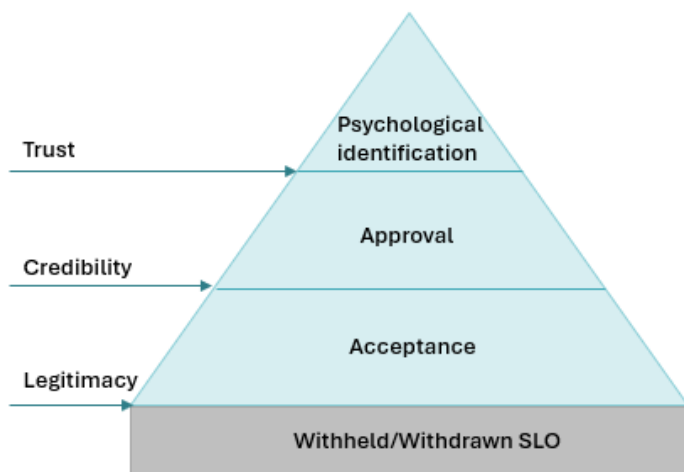 Psychological
identification
Trust
Approval
Credibility
Acceptance
Legitimacy
Withheld/Withdrawn SLO